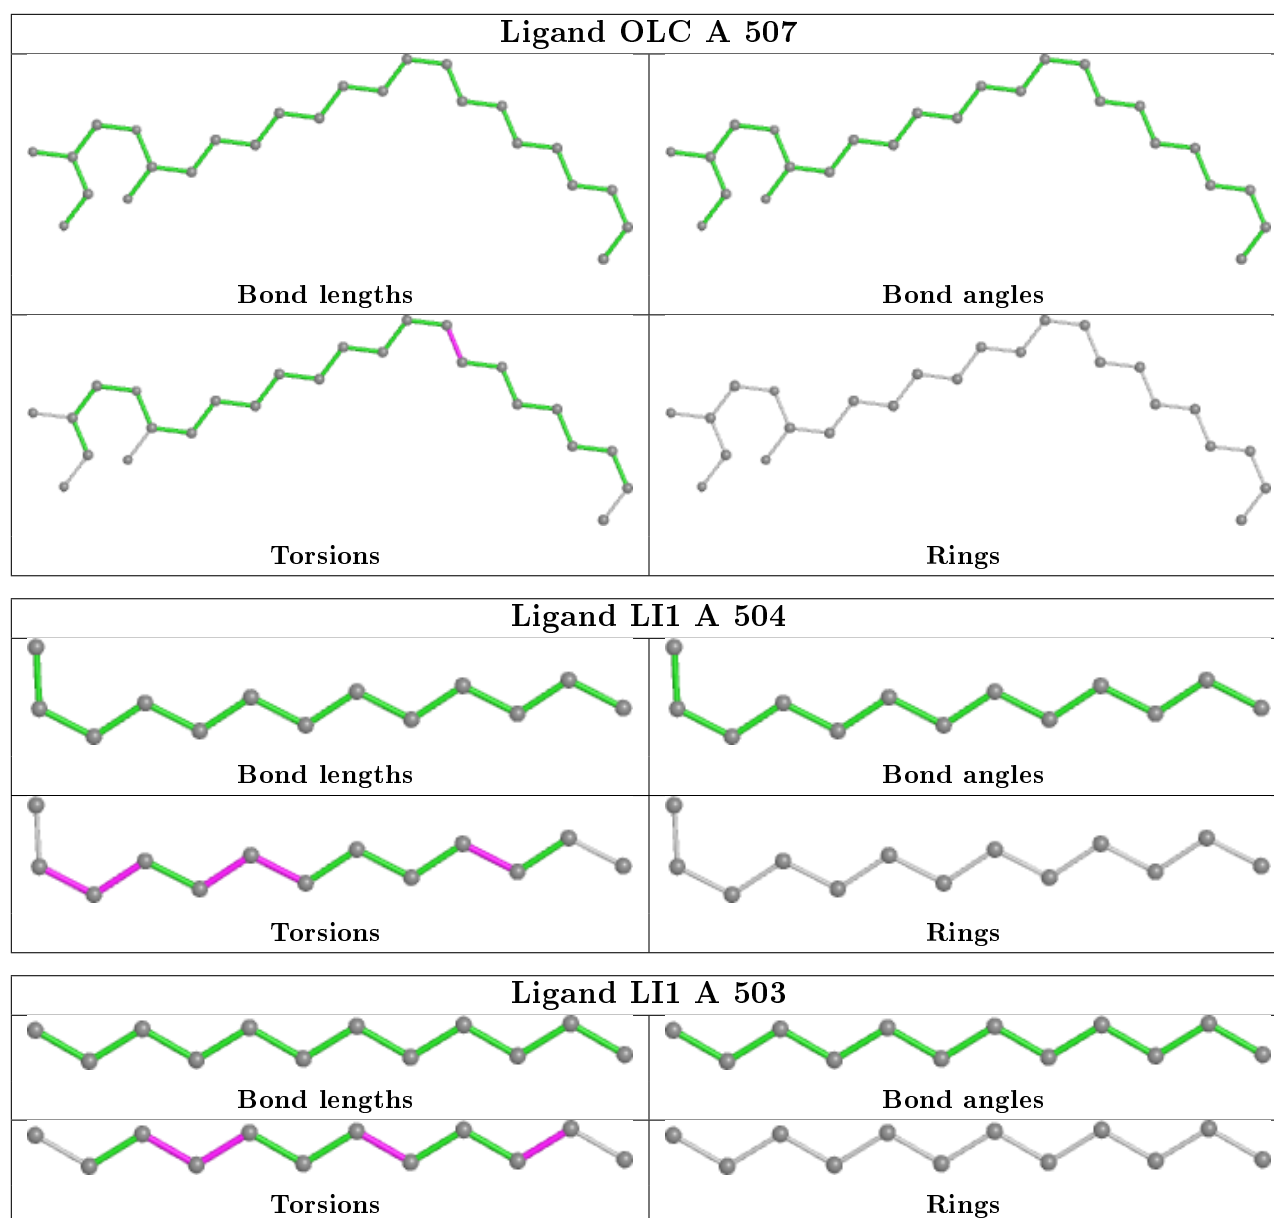 Ligand OLC A 507
Bond lengths
Bond angles
Torsions
Rings
Ligand LI1 A 504
Bond lengths
Bond angles
Torsions
Rings
Ligand LI1 A 503
Bond lengths
Bond angles
Torsions
Rings